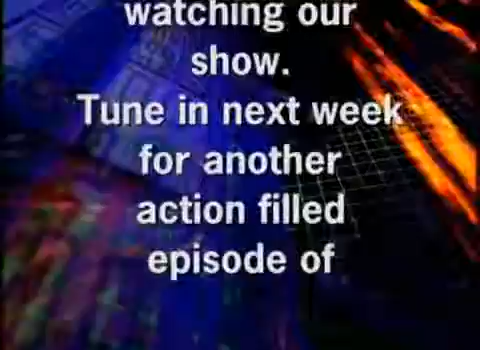 watching our
show.
Tune in next week
for another
action filled
episode of